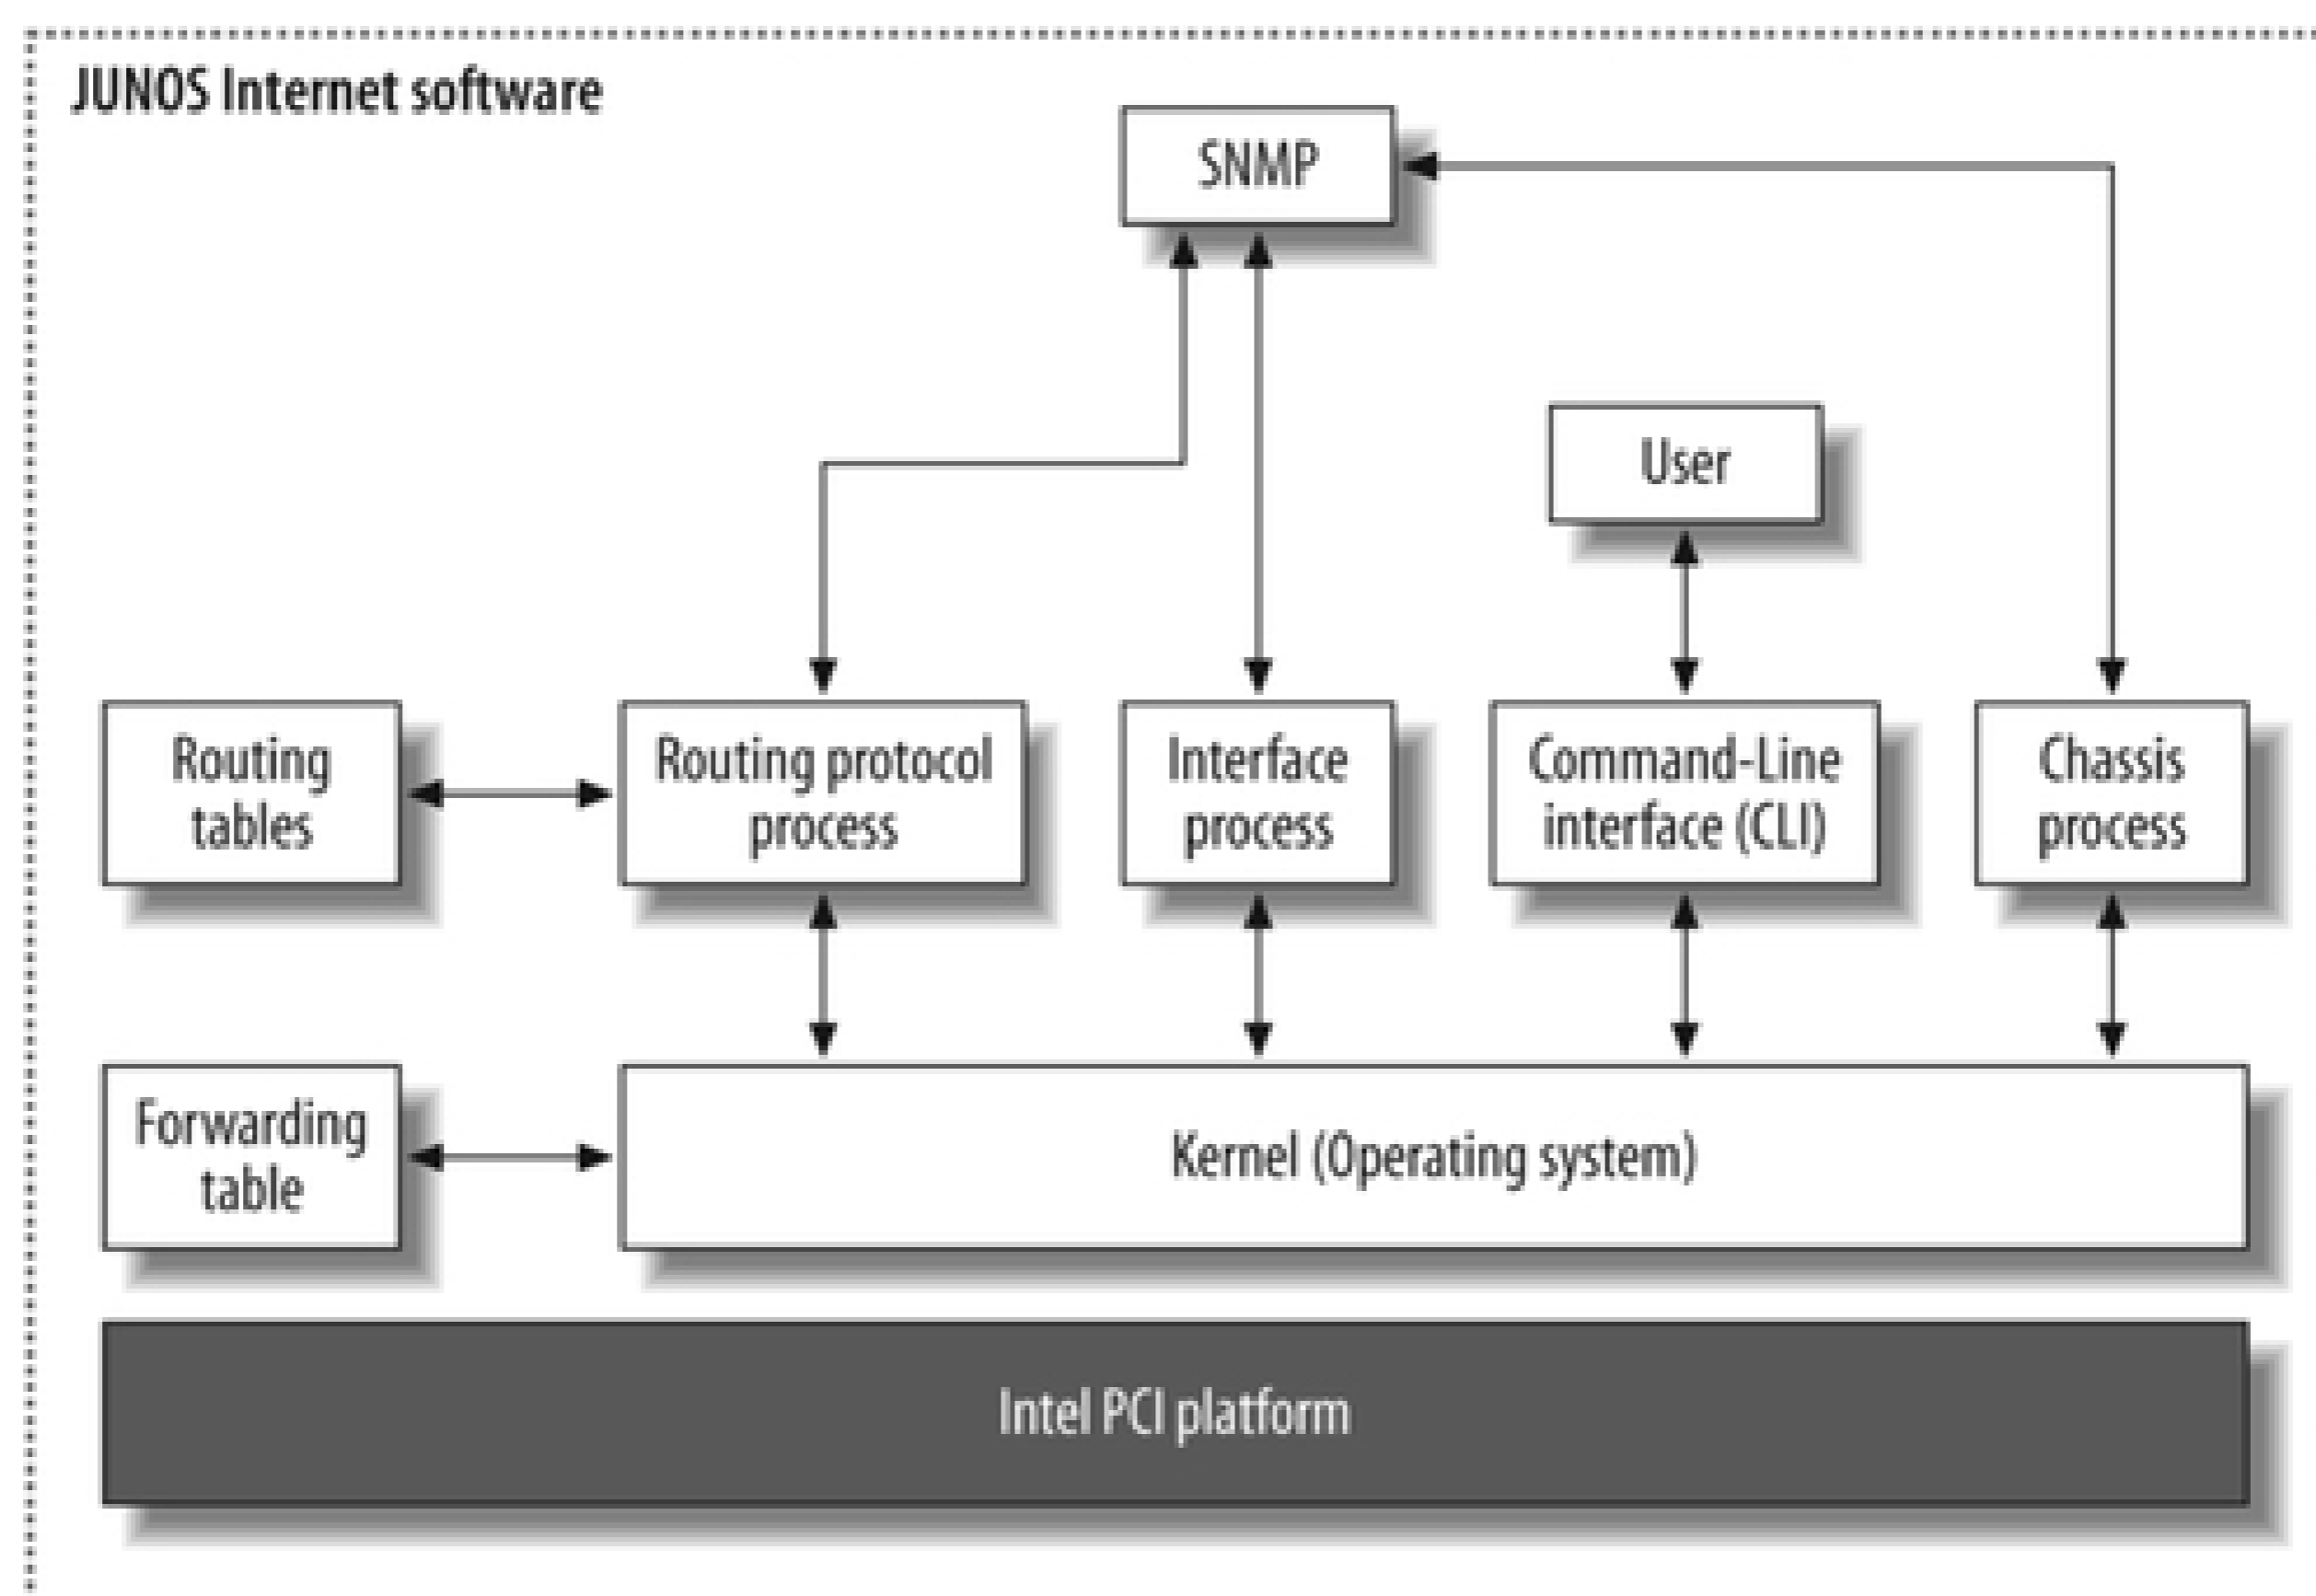 JUNOS Internet software
SNMP
User
Routing
tables
Routing protocol
process
Interface
process
Command-Line
interface (CLI)
Chassis
process
Forwarding
table
Kernel (Operating system)
Intel PCI platform